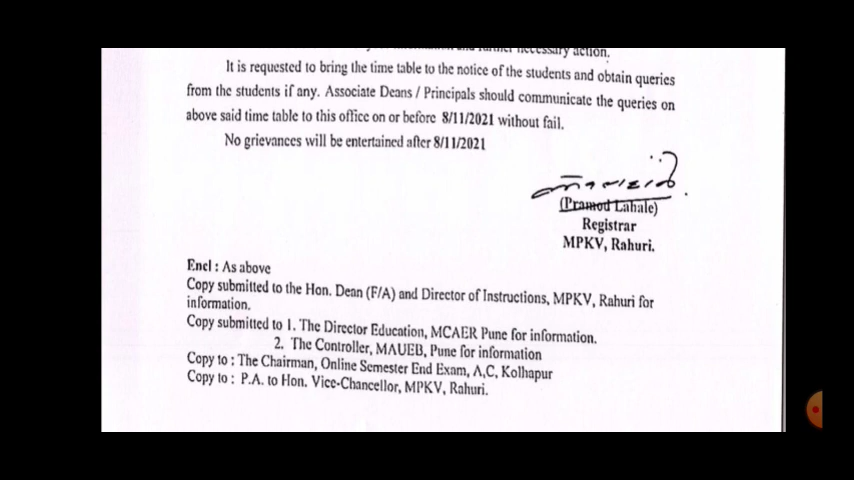 further necessary action.
It is requested to bring the time table to the notice of the students and obtain queries
from the students if any. Associate Deans / Principals should communicate the queries on
above said time table to this office on or before 8/11/2021 without fail.
No grievances will be entertained after 8/11/2021
(Pramod Lahale)
Registrar
MPKV, Rahuri.
Encl : As above
Copy submitted to the Hon. Dean (F/A) and Director of Instructions, MPKV, Rahuri for
information.
Copy submitted to 1. The Director Education, MCAER Pune for information.
2. The Controller, MAUEB, Pune for information
Copy to : The Chairman, Online Semester End Exam, A,C, Kolhapur
Copy to : P.A. to Hon. Vice-Chancellor, MPKV, Rahuri.